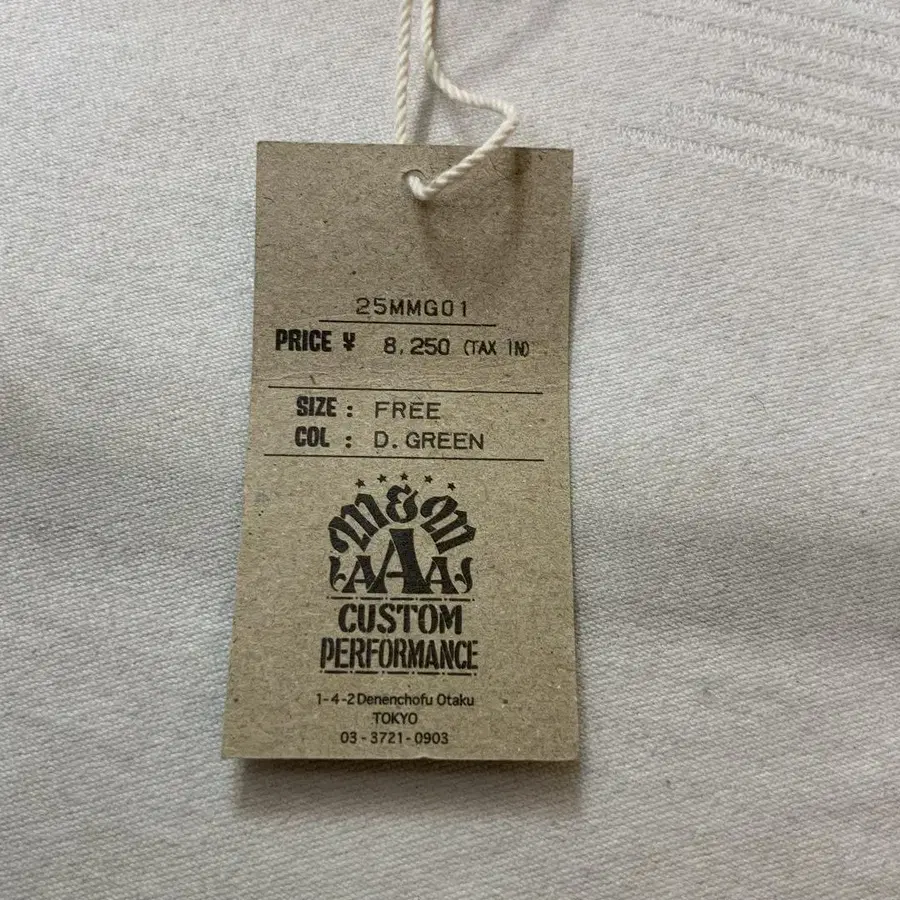 25MMG01
PRICE ¥ 8,250 (TAX IN)
SIZE : FREE
COL : D. GREEN
M&M
AAA
CUSTOM
PERFORMANCE
1-4-2 Denenchofu Otaku
TOKYO
03-3721-0903